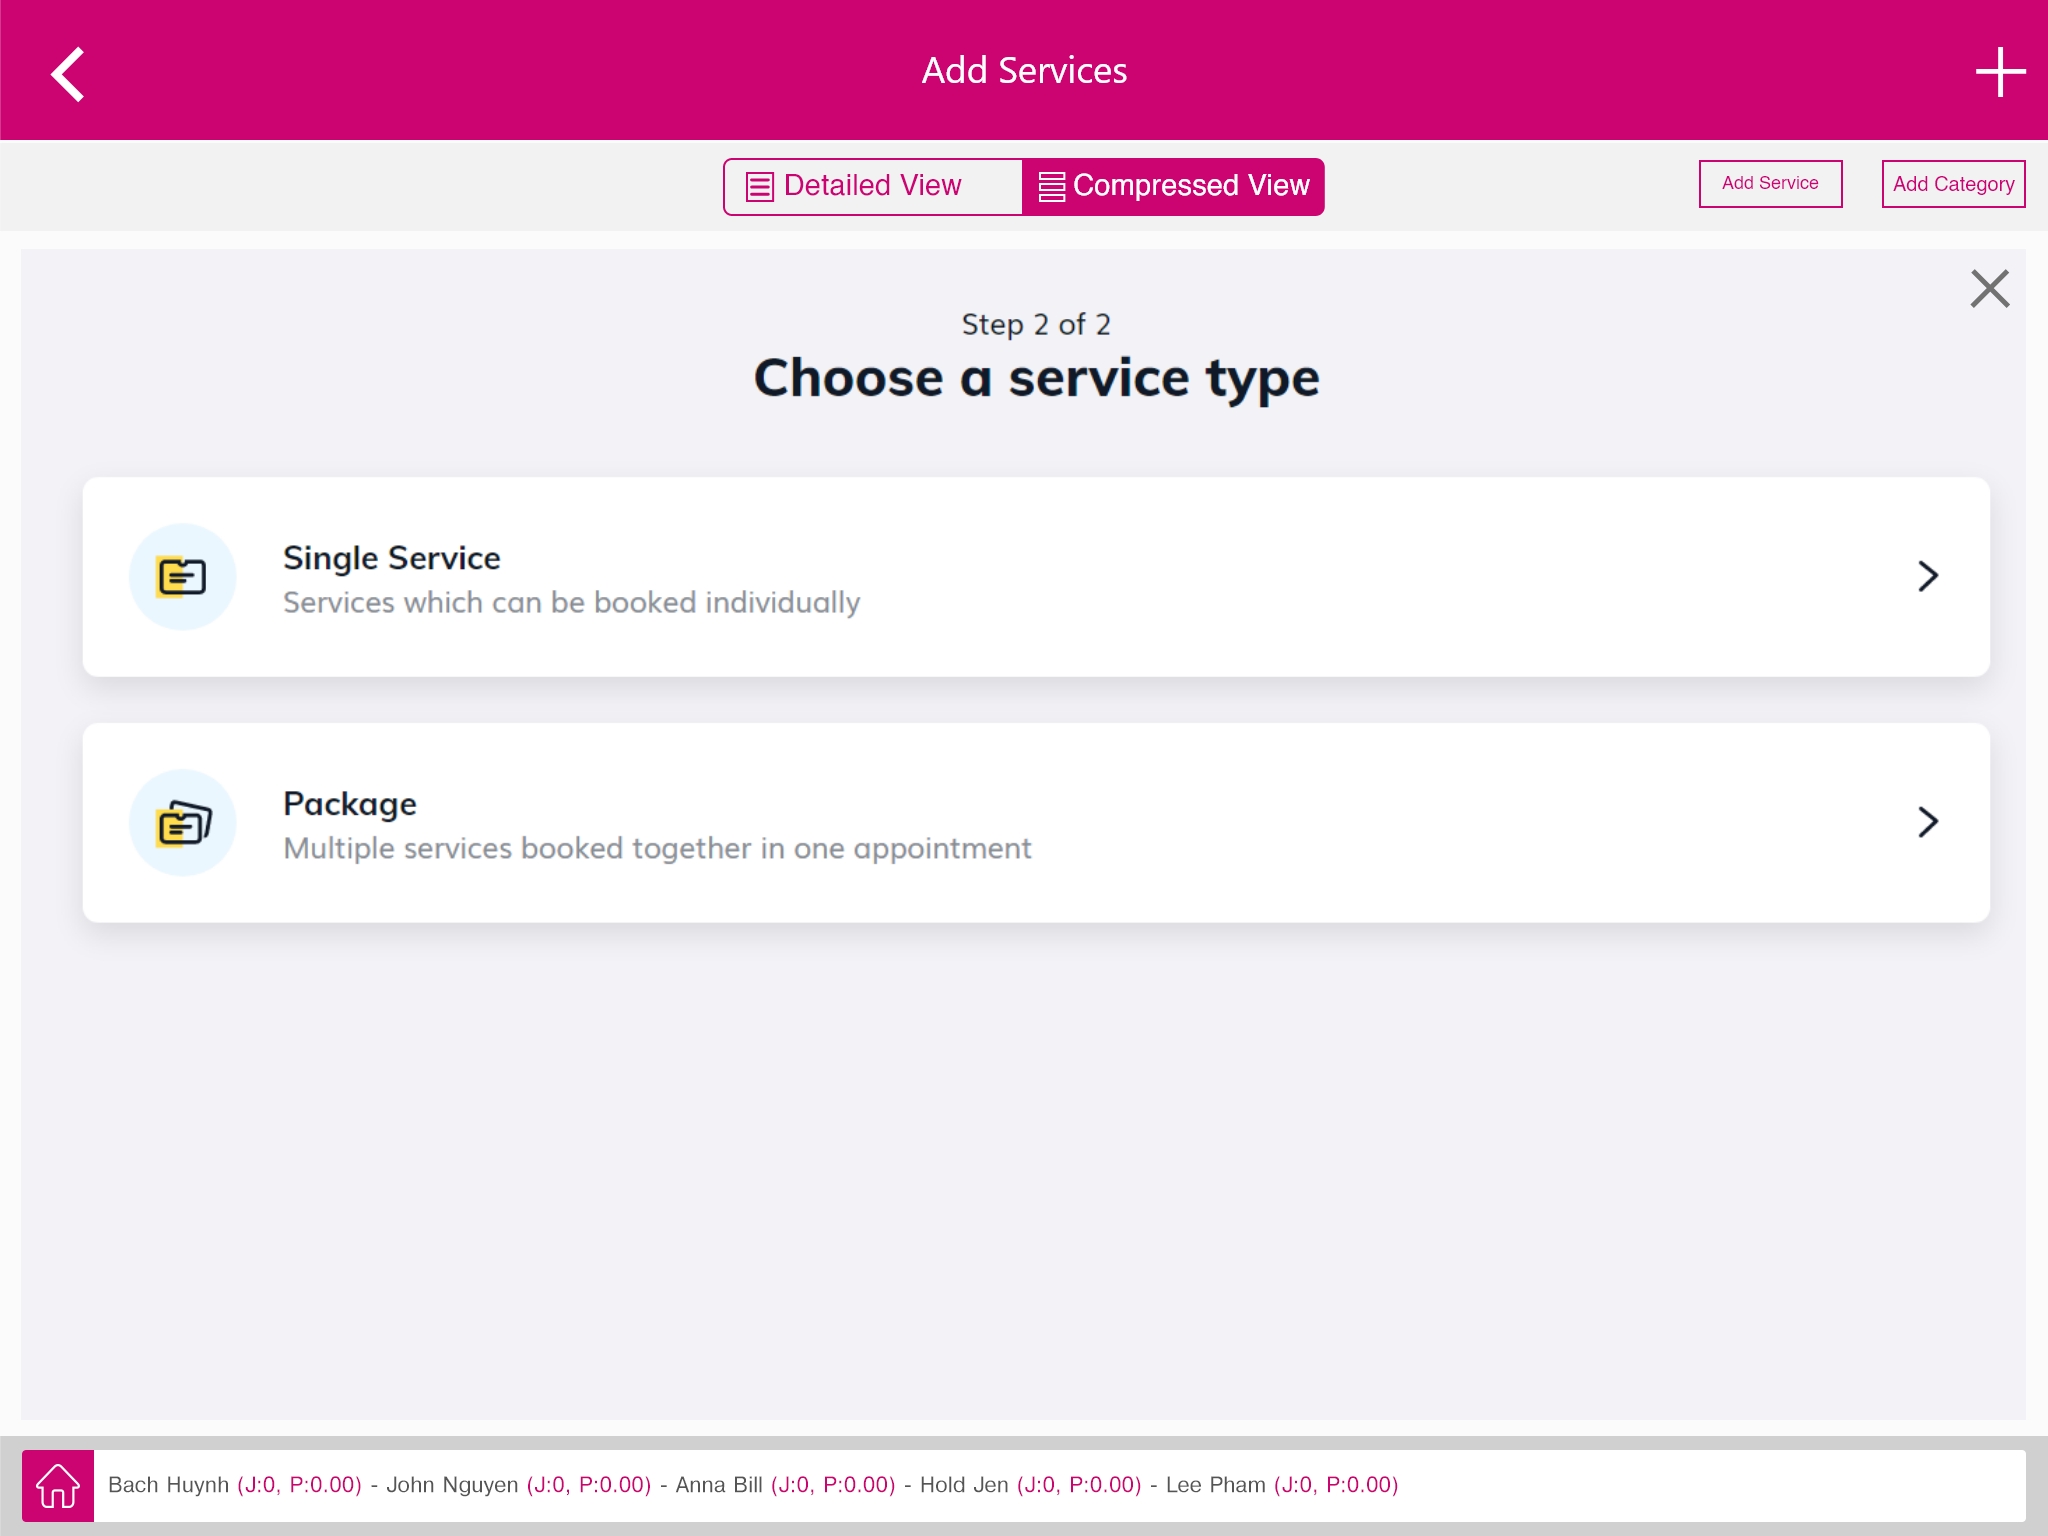 Add Services
Detailed View
Compressed View
Add Service
Add Category
Step 2 of 2
Choose a service type
Single Service
Services which can be booked individually
Package
Multiple services booked together in one appointment
Bach Huynh (J:0, P:0.00) - John Nguyen (J:0, P:0.00) - Anna Bill (J:0, P:0.00) - Hold Jen (J:0, P:0.00) - Lee Pham (J:0, P:0.00)